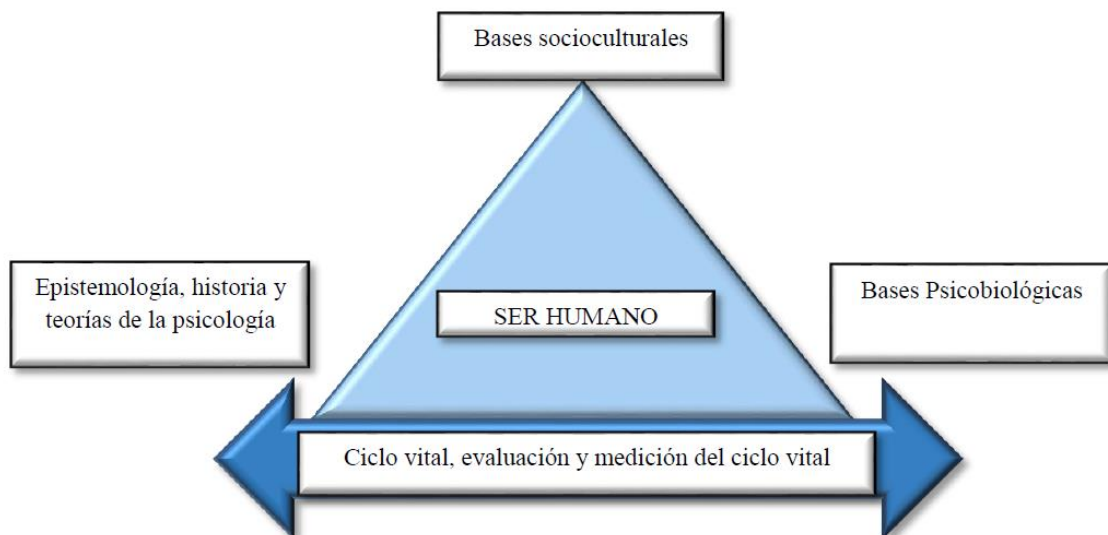 Bases socioculturales
Epistemología, historia y
teorías de la psicología
Bases Psicobiológicas
SER HUMANO
Ciclo vital, evaluación y medición del ciclo vital